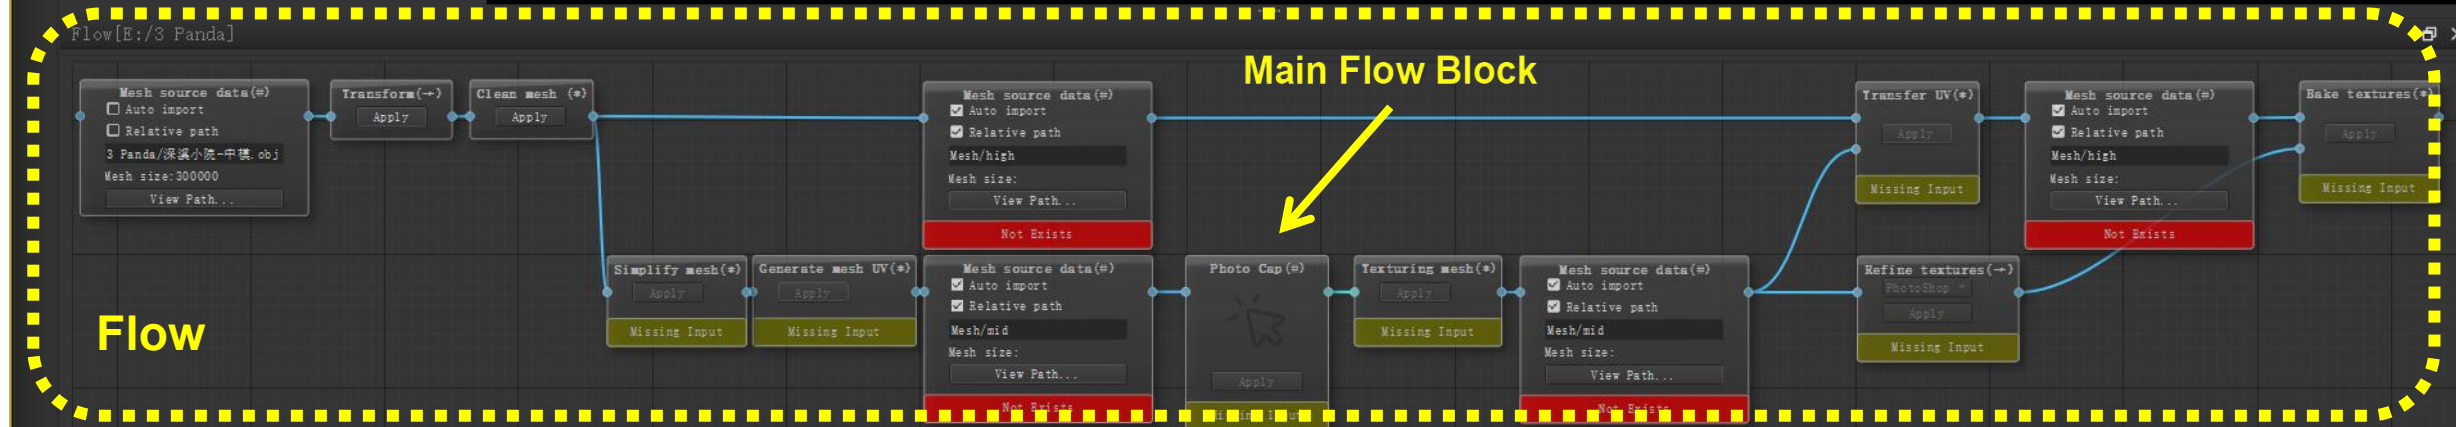 Flow[E:/3 Panda]
Main Flow Block
Flow
Mesh source data(#)
Auto import
Relative path
3 Panda/深溪小院-中模.obj
Mesh size:300000
View Path...
Transform(→)
Apply
Clean mesh (*)
Apply
Mesh source data(#)
Auto import
Relative path
Mesh/high
Mesh size:
View Path...
Not Exists
Transfer UV(*)
Apply
Missing Input
Mesh source data(#)
Auto import
Relative path
Mesh/high
Mesh size:
View Path...
Not Exists
Bake textures(*)
Apply
Missing Input
Simplify mesh(*)
Apply
Missing Input
Generate mesh UV(*)
Apply
Missing Input
Mesh source data(#)
Auto import
Relative path
Mesh/mid
Mesh size:
View Path...
Not Exists
Photo Cap(#)
Apply
Missing Input
Texturing mesh(*)
Apply
Missing Input
Mesh source data(#)
Auto import
Relative path
Mesh/mid
Mesh size:
View Path...
Not Exists
Refine textures(→)
PhotoShop
Apply
Missing Input